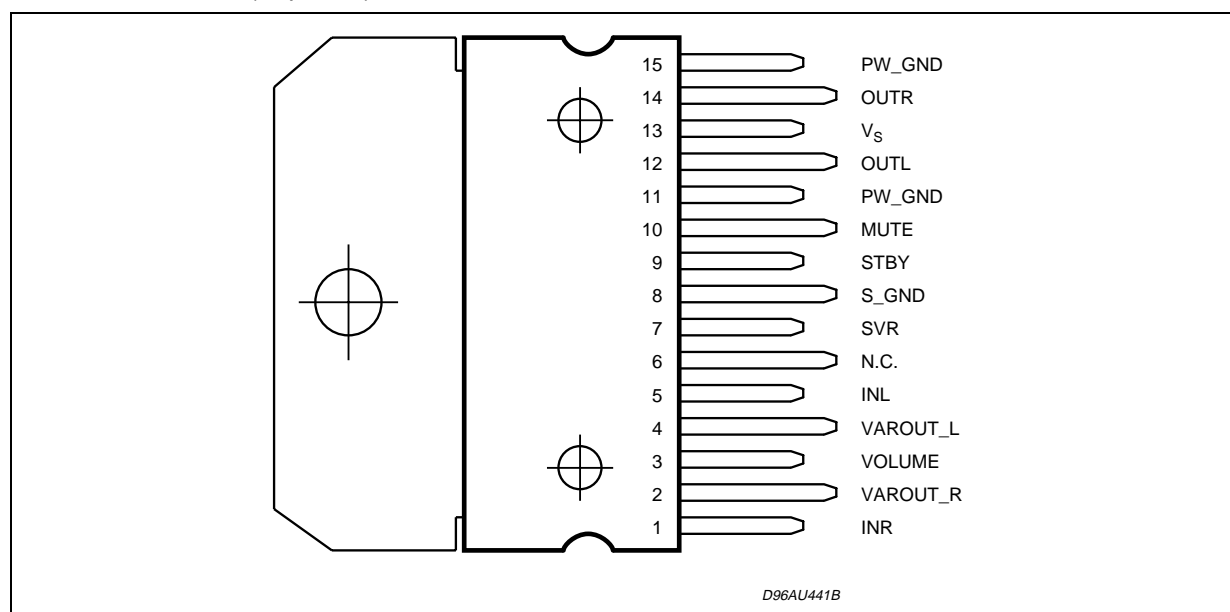 15 PW_GND
14 OUTR
13 VS
12 OUTL
11 PW_GND
10 MUTE
9 STBY
8 S_GND
7 SVR
6 N.C.
5 INL
4 VAROUT_L
3 VOLUME
2 VAROUT_R
1 INR
D96AU441B